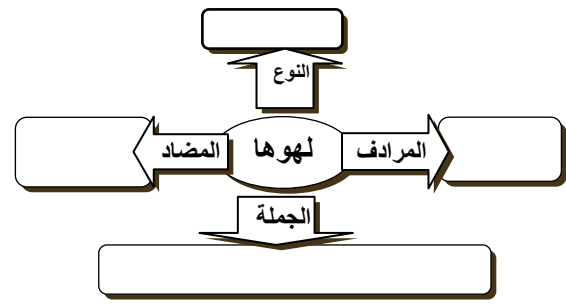 النوع
المرادف
لهوها
المضاد
الجملة